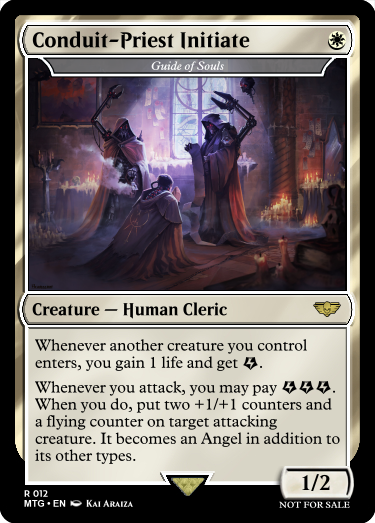 Conduit-Priest Initiate
Guide of Souls
Creature — Human Cleric
Whenever another creature you control
enters, you gain 1 life and get .
Whenever you attack, you may pay .
When you do, put two +1/+1 counters and
a flying counter on target attacking
creature. It becomes an Angel in addition to
its other types.
1/2
R 012
MTG • EN Kai Araiza
NOT FOR SALE